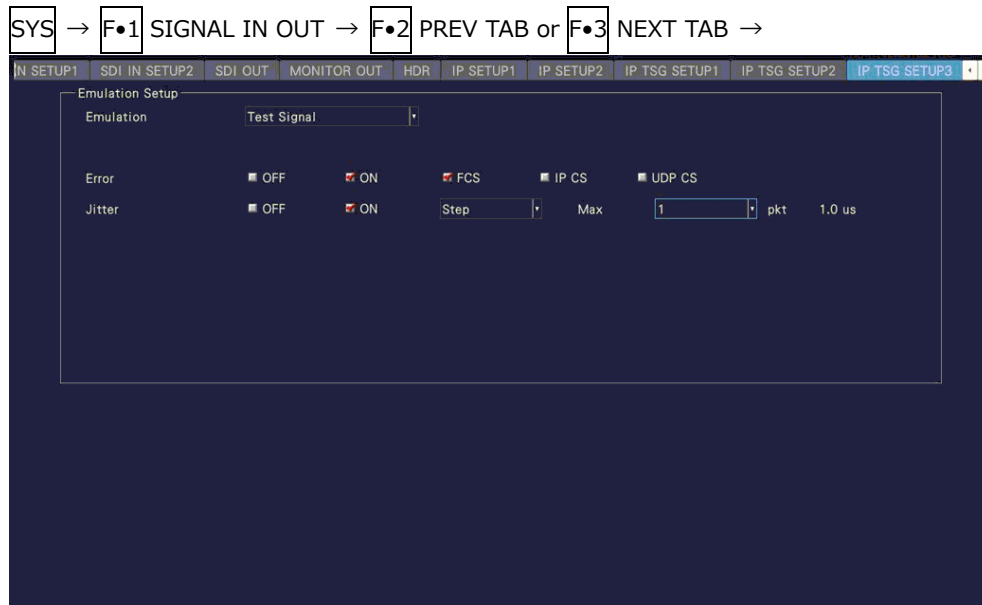 SYS → F•1 SIGNAL IN OUT → F•2 PREV TAB or F•3 NEXT TAB →
IN SETUP1 SDI IN SETUP2 SDI OUT MONITOR OUT HDR IP SETUP1 IP SETUP2 IP TSG SETUP1 IP TSG SETUP2 IP TSG SETUP3
Emulation Setup
Emulation Test Signal
Error OFF ON FCS IP CS UDP CS
Jitter OFF ON Step Max 1 pkt 1.0 us